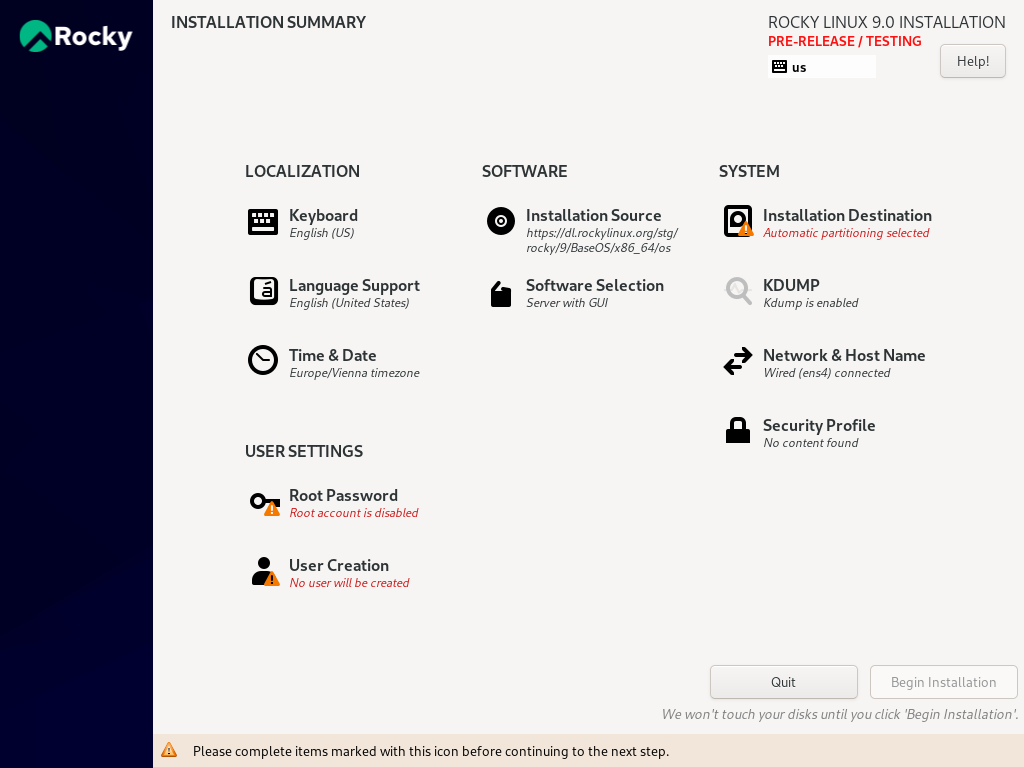 Rocky
INSTALLATION SUMMARY
ROCKY LINUX 9.0 INSTALLATION
PRE-RELEASE / TESTING
us
Help!
LOCALIZATION
Keyboard
English (US)
Language Support
English (United States)
Time & Date
Europe/Vienna timezone
SOFTWARE
Installation Source
https://dl.rockylinux.org/stg/
rocky/9/BaseOS/x86_64/os
Software Selection
Server with GUI
SYSTEM
Installation Destination
Automatic partitioning selected
KDUMP
Kdump is enabled
Network & Host Name
Wired (ens4) connected
Security Profile
No content found
USER SETTINGS
Root Password
Root account is disabled
User Creation
No user will be created
Quit
Begin Installation
We won't touch your disks until you click 'Begin Installation'.
Please complete items marked with this icon before continuing to the next step.